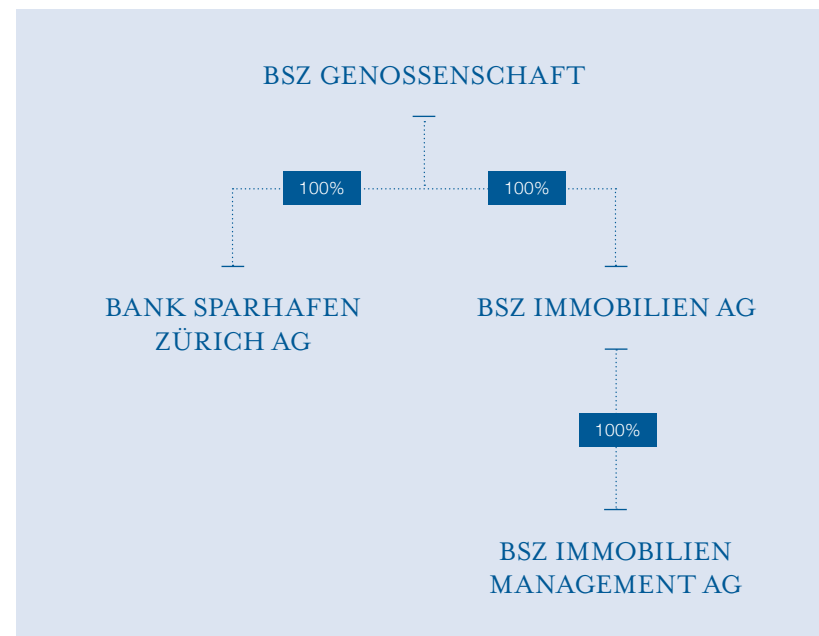 BSZ GENOSSENSCHAFT
100%
100%
BANK SPARHAFEN
ZÜRICH AG
BSZ IMMOBILIEN AG
100%
BSZ IMMOBILIEN
MANAGEMENT AG